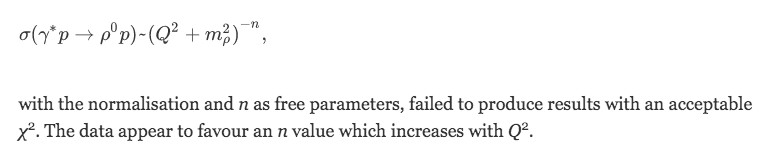 σ(γ*p → ρ⁰p)~(Q² + m²ρ)⁻ⁿ,
with the normalisation and n as free parameters, failed to produce results with an acceptable
χ². The data appear to favour an n value which increases with Q².